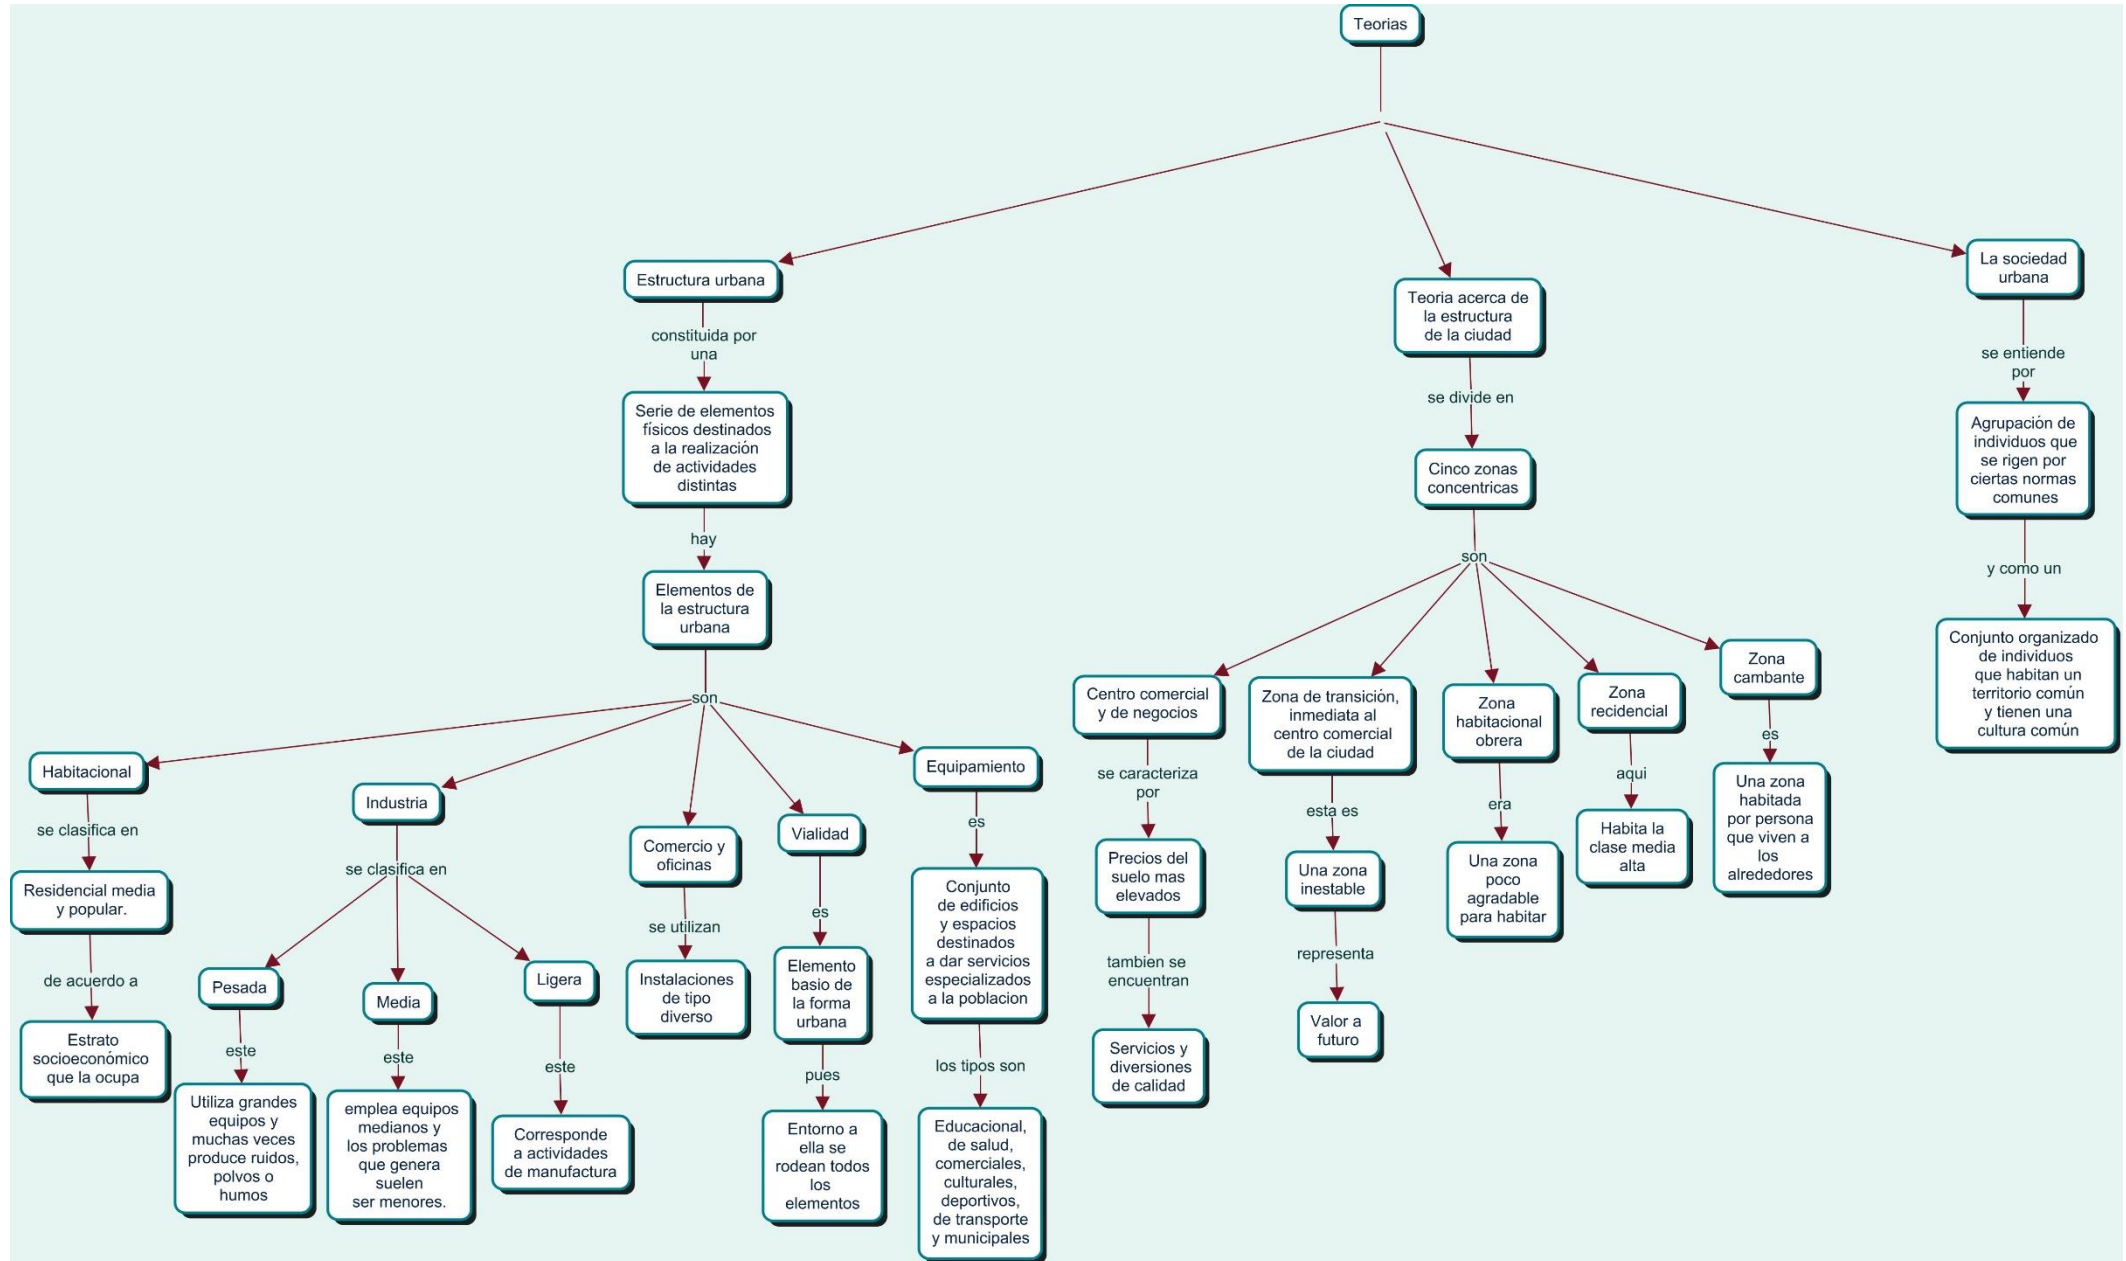 Teorias
Estructura urbana
constituida por
una
Serie de elementos
físicos destinados
a la realización
de actividades
distintas
hay
Elementos de
la estructura
urbana
son
Habitacional
se clasifica en
Residencial media
y popular.
de acuerdo a
Estrato
socioeconómico
que la ocupa
Industria
se clasifica en
Pesada
este
Utiliza grandes
equipos y
muchas veces
produce ruidos,
polvos o
humos
Media
este
emplea equipos
medianos y
los problemas
que genera
suelen
ser menores.
Ligera
este
Corresponde
a actividades
de manufactura
Comercio y
oficinas
se utilizan
Instalaciones
de tipo
diverso
Vialidad
es
Elemento
basio de
la forma
urbana
pues
Entorno a
ella se
rodean todos
los
elementos
Equipamiento
es
Conjunto
de edificios
y espacios
destinados
a dar servicios
especializados
a la poblacion
los tipos son
Educacional,
de salud,
comerciales,
culturales,
deportivos,
de transporte
y municipales
Teoria acerca de
la estructura
de la ciudad
se divide en
Cinco zonas
concentricas
son
Centro comercial
y de negocios
se caracteriza
por
Precios del
suelo mas
elevados
tambien se
encuentran
Servicios y
diversiones
de calidad
Zona de transición,
inmediata al
centro comercial
de la ciudad
esta es
Una zona
inestable
representa
Valor a
futuro
Zona
habitacional
obrera
era
Una zona
poco
agradable
para habitar
Zona
recidencial
aqui
Habita la
clase media
alta
Zona
cambante
es
Una zona
habitada
por persona
que viven a
los
alrededores
La sociedad
urbana
se entiende
por
Agrupación de
individuos que
se rigen por
ciertas normas
comunes
y como un
Conjunto organizado
de individuos
que habitan un
territorio común
y tienen una
cultura común